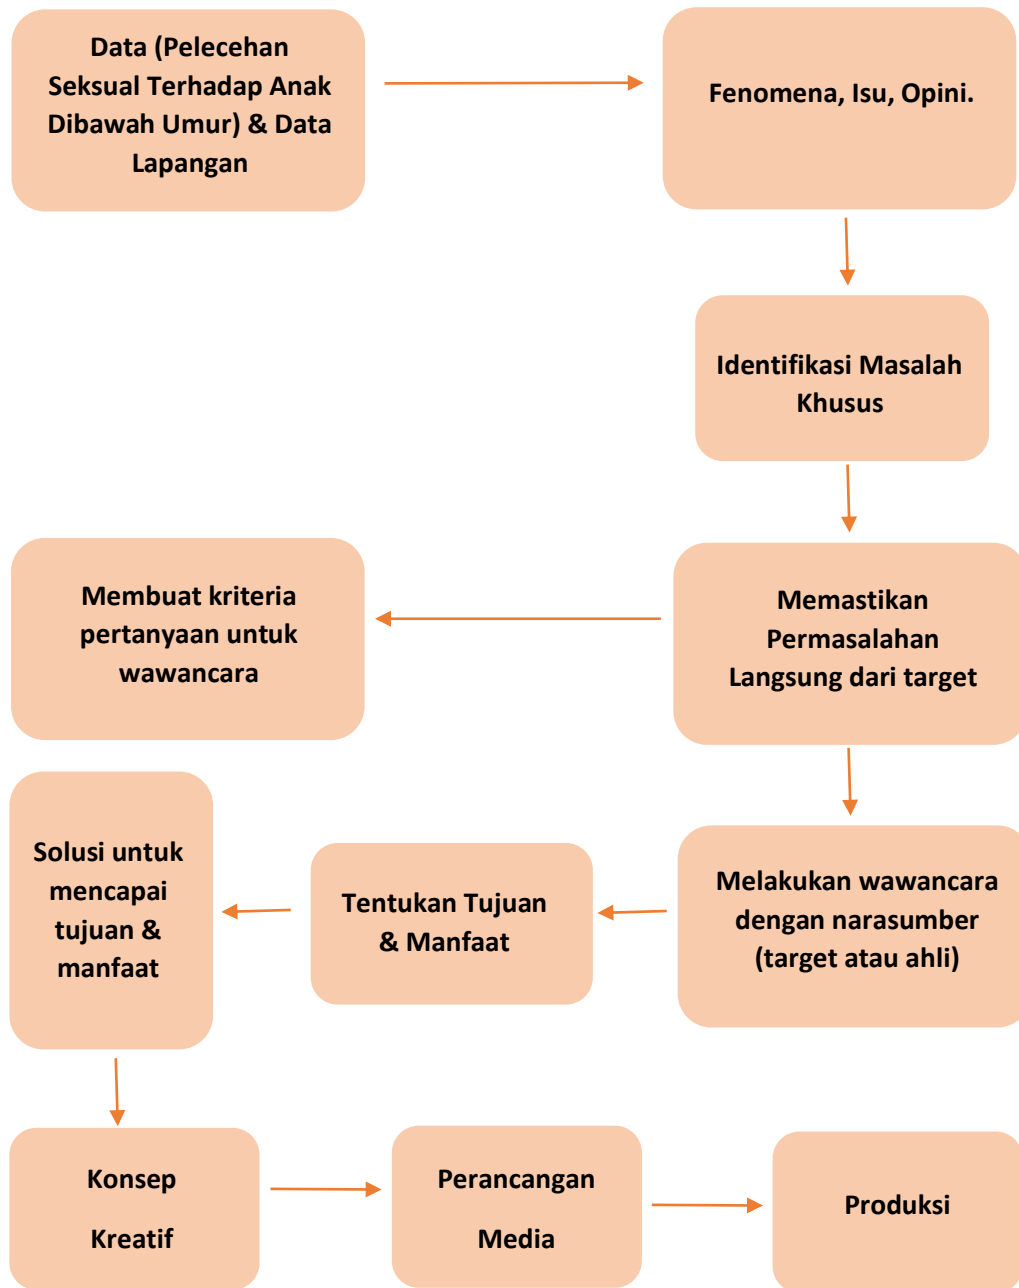 Data (Pelecehan
Seksual Terhadap Anak
Dibawah Umur) & Data
Lapangan
Fenomena, Isu, Opini.
Identifikasi Masalah
Khusus
Memastikan
Permasalahan
Langsung dari target
Membuat kriteria
pertanyaan untuk
wawancara
Melakukan wawancara
dengan narasumber
(target atau ahli)
Tentukan Tujuan
& Manfaat
Solusi untuk
mencapai
tujuan &
manfaat
Konsep
Kreatif
Perancangan
Media
Produksi